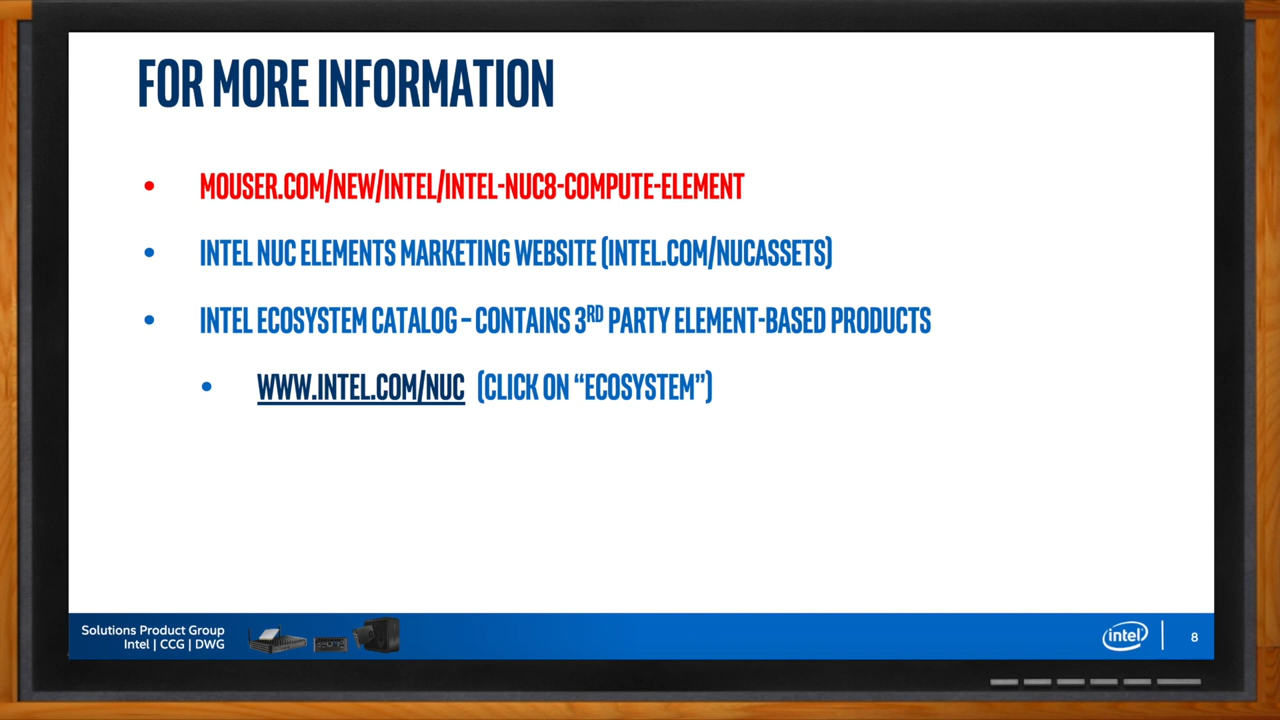 FOR MORE INFORMATION
• MOUSER.COM/NEW/INTEL/INTEL-NUC8-COMPUTE-ELEMENT
• INTEL NUC ELEMENTS MARKETING WEBSITE (INTEL.COM/NUCASSETS)
• INTEL ECOSYSTEM CATALOG – CONTAINS 3RD PARTY ELEMENT-BASED PRODUCTS
• WWW.INTEL.COM/NUC (CLICK ON “ECOSYSTEM”)
Solutions Product Group
Intel | CCG | DWG
intel
8